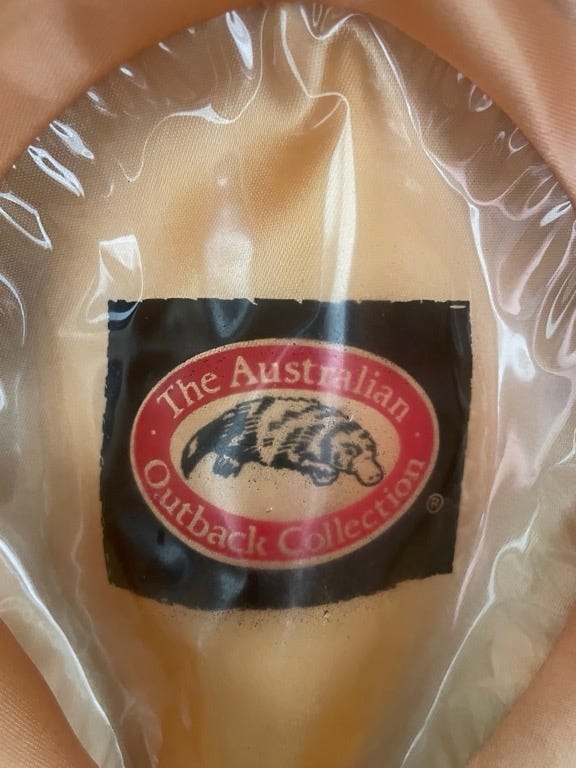 The Australian
Outback Collection
®